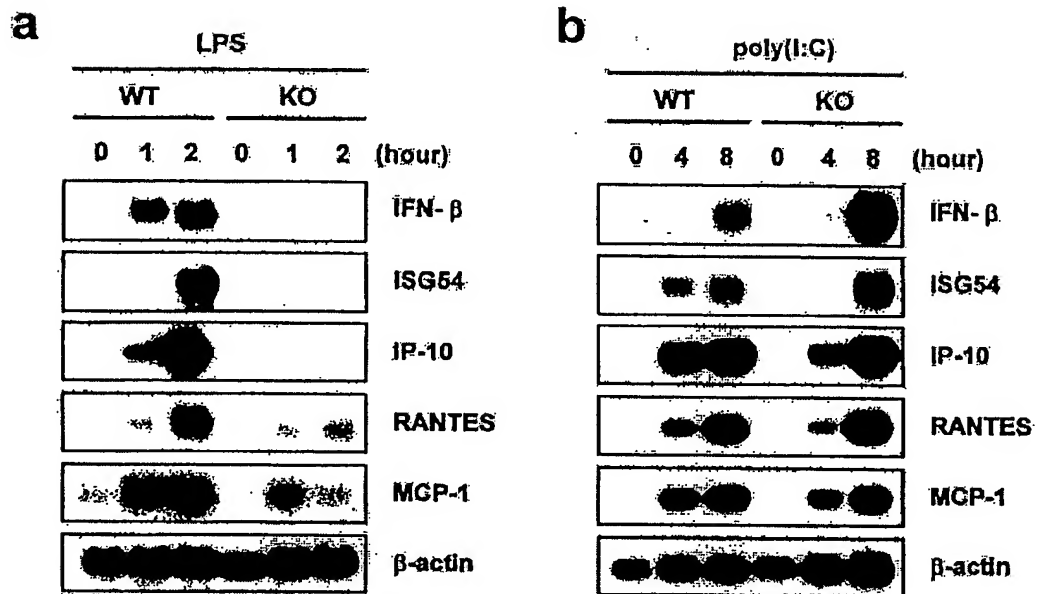 a
LPS
WT KO
0 1 2 0 1 2 (hour)
IFN-β
ISG54
IP-10
RANTES
MCP-1
β-actin
b
poly(I:C)
WT KO
0 4 8 0 4 8 (hour)
IFN-β
ISG54
IP-10
RANTES
MCP-1
β-actin